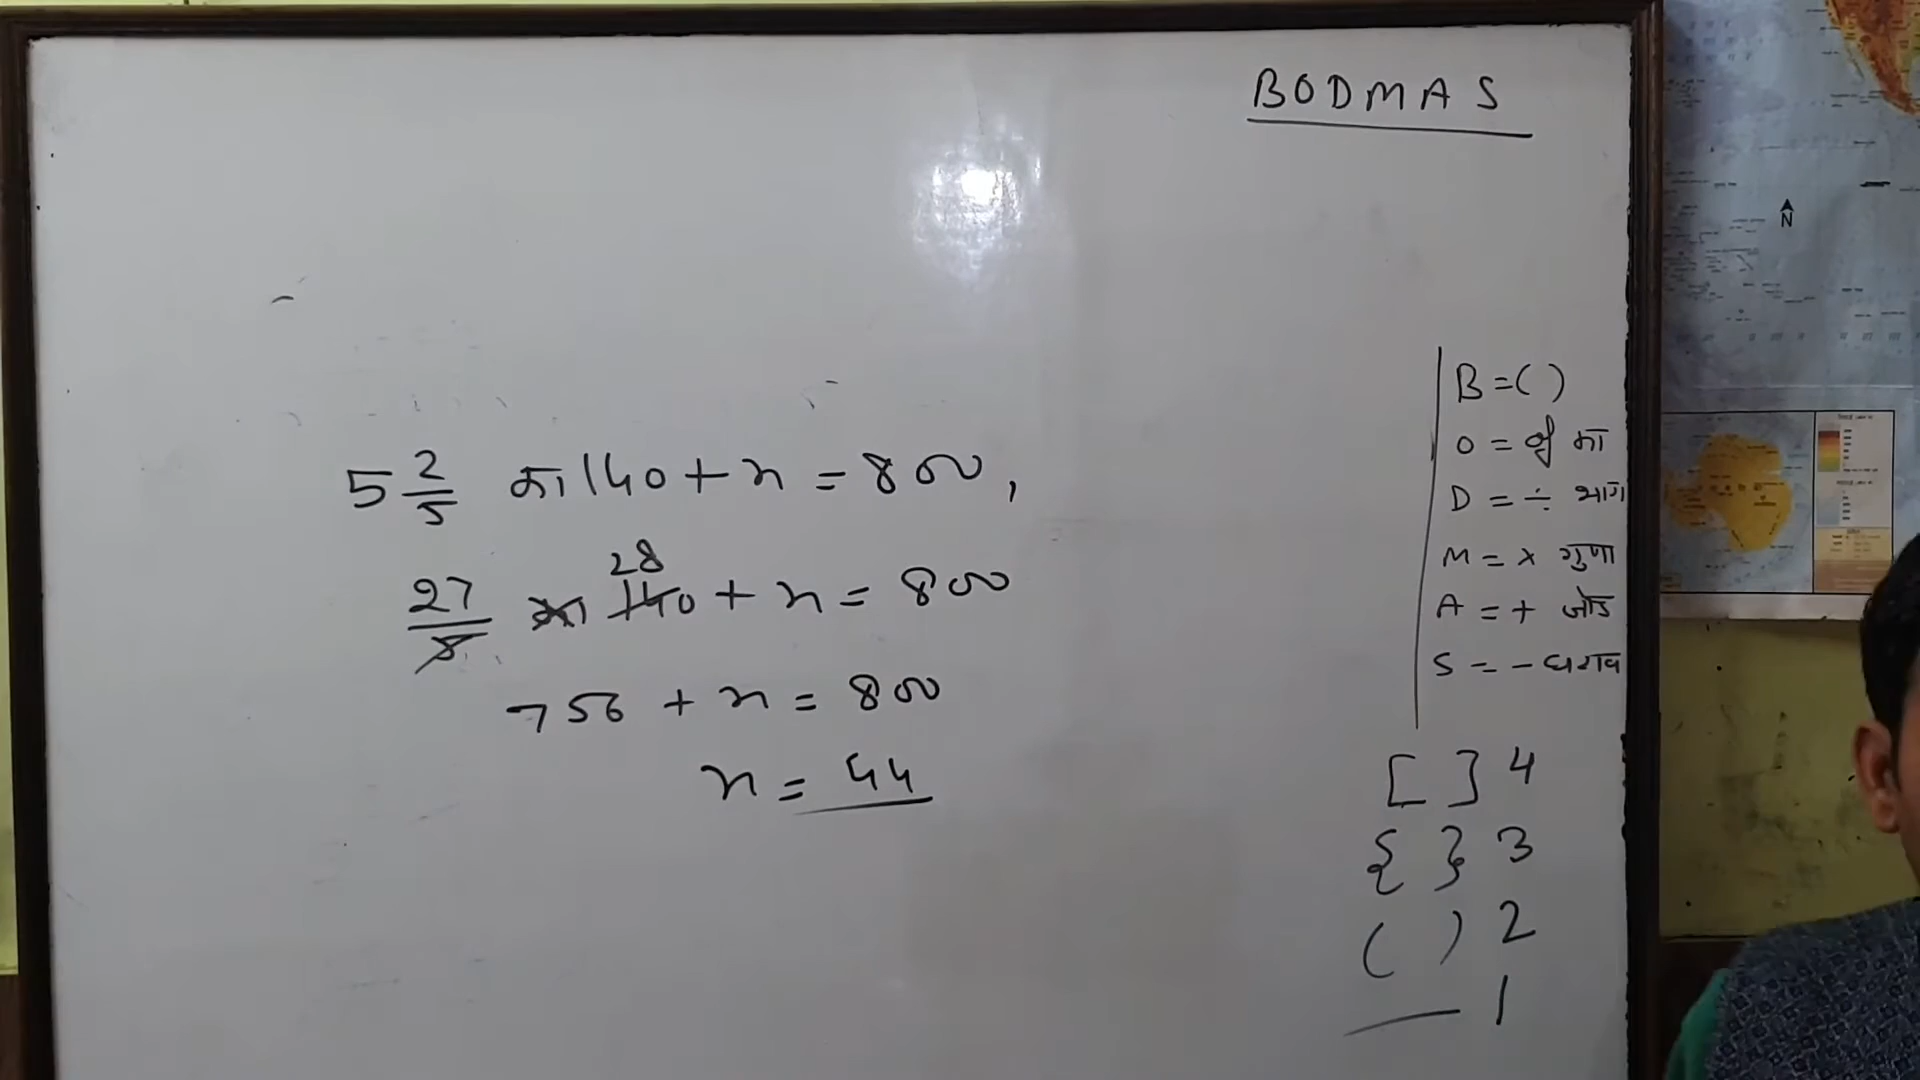 BODMAS
5 2/5 का 140 + x = 800,
28
27/5 का 140 + x = 800
756 + x = 800
x = 44
B = ( )
O = of का
D = ÷ भाग
M = × गुणा
A = + जोड
S = - घटाव
[ ] 4
{ } 3
( ) 2
— 1
N